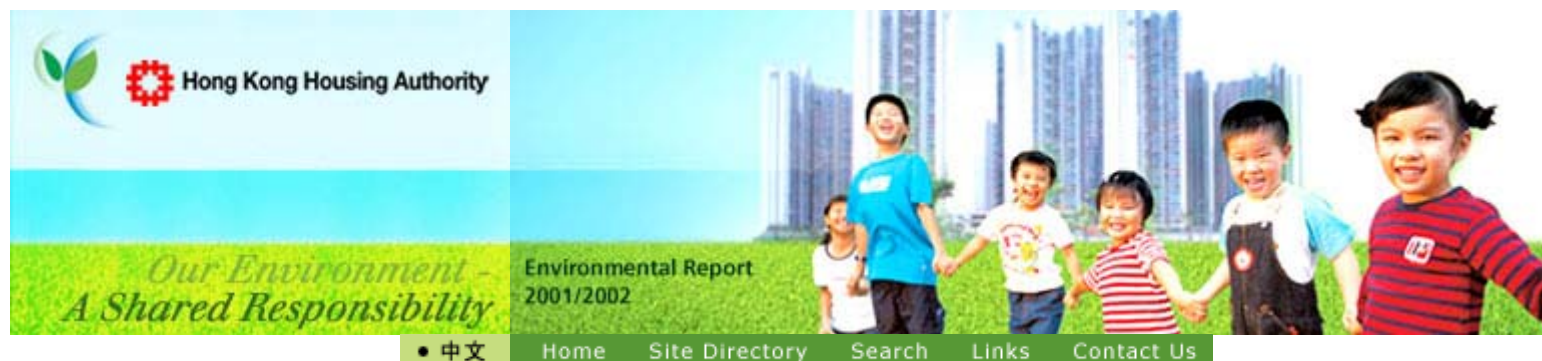 Hong Kong Housing Authority
Our Environment -
A Shared Responsibility
Environmental Report
2001/2002
• 中文 Home Site Directory Search Links Contact Us